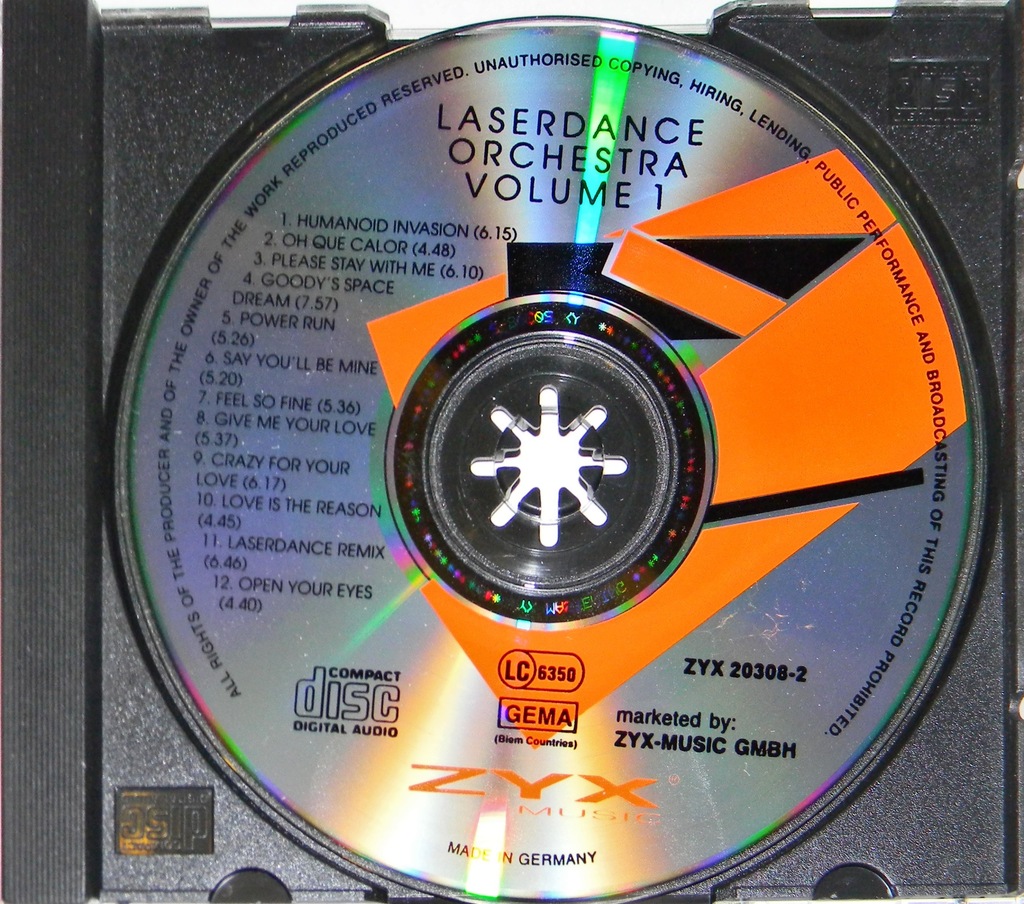 ALL RIGHTS OF THE PRODUCER AND OF THE OWNER OF THE WORK REPRODUCED RESERVED. UNAUTHORISED COPYING, HIRING, LENDING, PUBLIC PERFORMANCE AND BROADCASTING OF THIS RECORD PROHIBITED.
LASERDANCE
ORCHESTRA
VOLUME 1
1. HUMANOID INVASION (6.15)
2. OH QUE CALOR (4.48)
3. PLEASE STAY WITH ME (6.10)
4. GOODY'S SPACE
DREAM (7.57)
5. POWER RUN
(5.26)
6. SAY YOU'LL BE MINE
(5.20)
7. FEEL SO FINE (5.36)
8. GIVE ME YOUR LOVE
(5.37)
9. CRAZY FOR YOUR
LOVE (6.17)
10. LOVE IS THE REASON
(4.45)
11. LASERDANCE REMIX
(6.46)
12. OPEN YOUR EYES
(4.40)
COMPACT
disc
DIGITAL AUDIO
LC 6350
GEMA
(Biem Countries)
ZYX 20308-2
marketed by:
ZYX-MUSIC GMBH
ZYX®
MUSIC
MADE IN GERMANY
disc